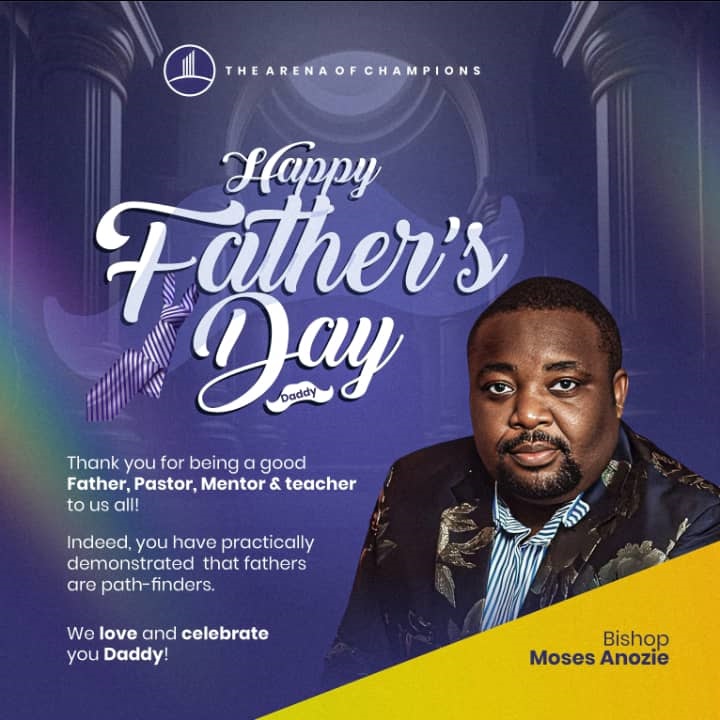 THE ARENA OF CHAMPIONS
Happy
Father's
Day
Daddy
Thank you for being a good
Father, Pastor, Mentor & teacher
to us all!
Indeed, you have practically
demonstrated that fathers
are path-finders.
We love and celebrate
you Daddy!
Bishop
Moses Anozie